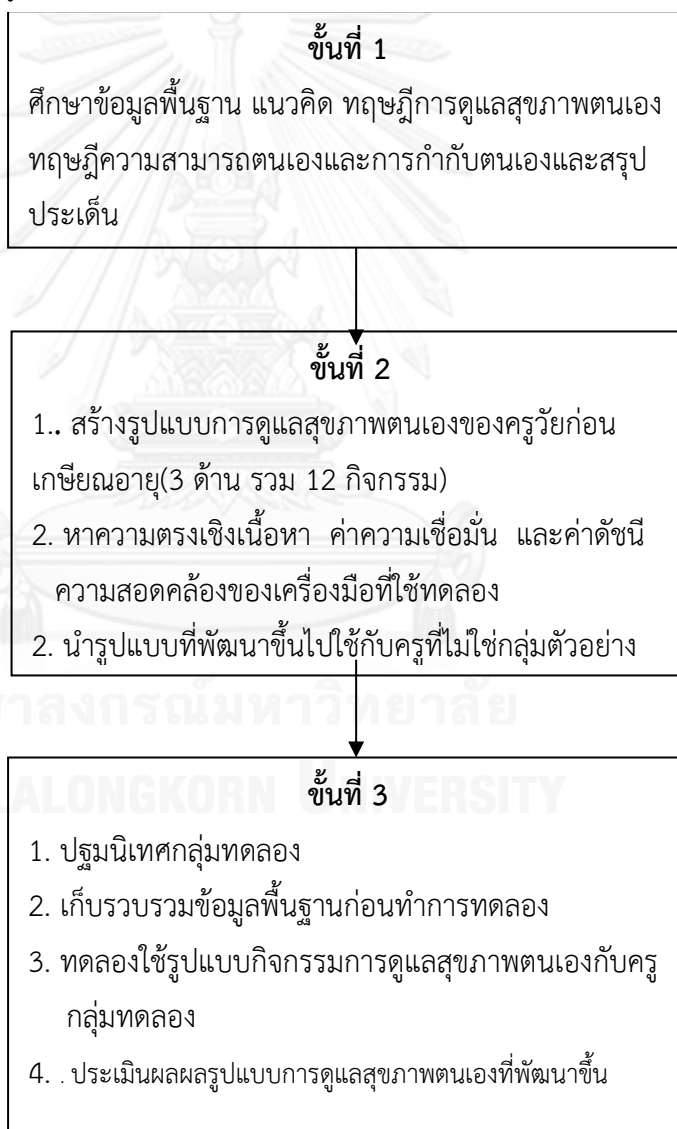 ขั้นที่ 1
ศึกษาข้อมูลพื้นฐาน แนวคิด ทฤษฎีการดูแลสุขภาพตนเอง
ทฤษฎีความสามารถตนเองและการกำกับตนเองและสรุป
ประเด็น
ขั้นที่ 2
1.. สร้างรูปแบบการดูแลสุขภาพตนเองของครูวัยก่อน
เกษียณอายุ(3 ด้าน รวม 12 กิจกรรม)
2. หาความตรงเชิงเนื้อหา ค่าความเชื่อมั่น และค่าดัชนี
ความสอดคล้องของเครื่องมือที่ใช้ทดลอง
2. นำรูปแบบที่พัฒนาขึ้นไปใช้กับครูที่ไม่ใช่กลุ่มตัวอย่าง
าลงกรณ์มหาวิทยาลัย
ขั้นที่ 3
ALONGKORN UNIVERSITY
1. ปฐมนิเทศกลุ่มทดลอง
2. เก็บรวบรวมข้อมูลพื้นฐานก่อนทำการทดลอง
3. ทดลองใช้รูปแบบกิจกรรมการดูแลสุขภาพตนเองกับครู
กลุ่มทดลอง
4. . ประเมินผลผลรูปแบบการดูแลสุขภาพตนเองที่พัฒนาขึ้น